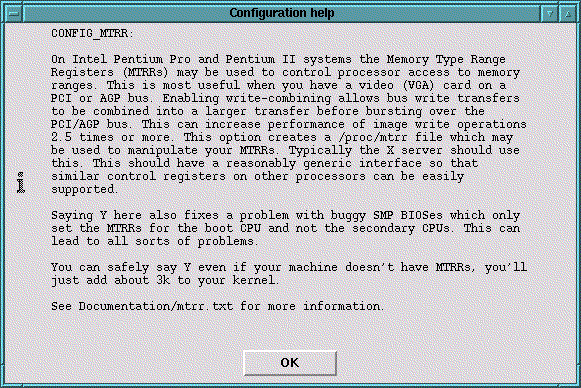 Configuration help
CONFIG_MTRR:
On Intel Pentium Pro and Pentium II systems the Memory Type Range
Registers (MTRRs) may be used to control processor access to memory
ranges. This is most useful when you have a video (VGA) card on a
PCI or AGP bus. Enabling write-combining allows bus write transfers
to be combined into a larger transfer before bursting over the
PCI/AGP bus. This can increase performance of image write operations
2.5 times or more. This option creates a /proc/mtrr file which may
be used to manipulate your MTRRs. Typically the X server should use
this. This should have a reasonably generic interface so that
similar control registers on other processors can be easily
supported.
Saying Y here also fixes a problem with buggy SMP BIOSes which only
set the MTRRs for the boot CPU and not the secondary CPUs. This can
lead to all sorts of problems.
You can safely say Y even if your machine doesn't have MTRRs, you'll
just add about 3k to your kernel.
See Documentation/mtrr.txt for more information.
OK